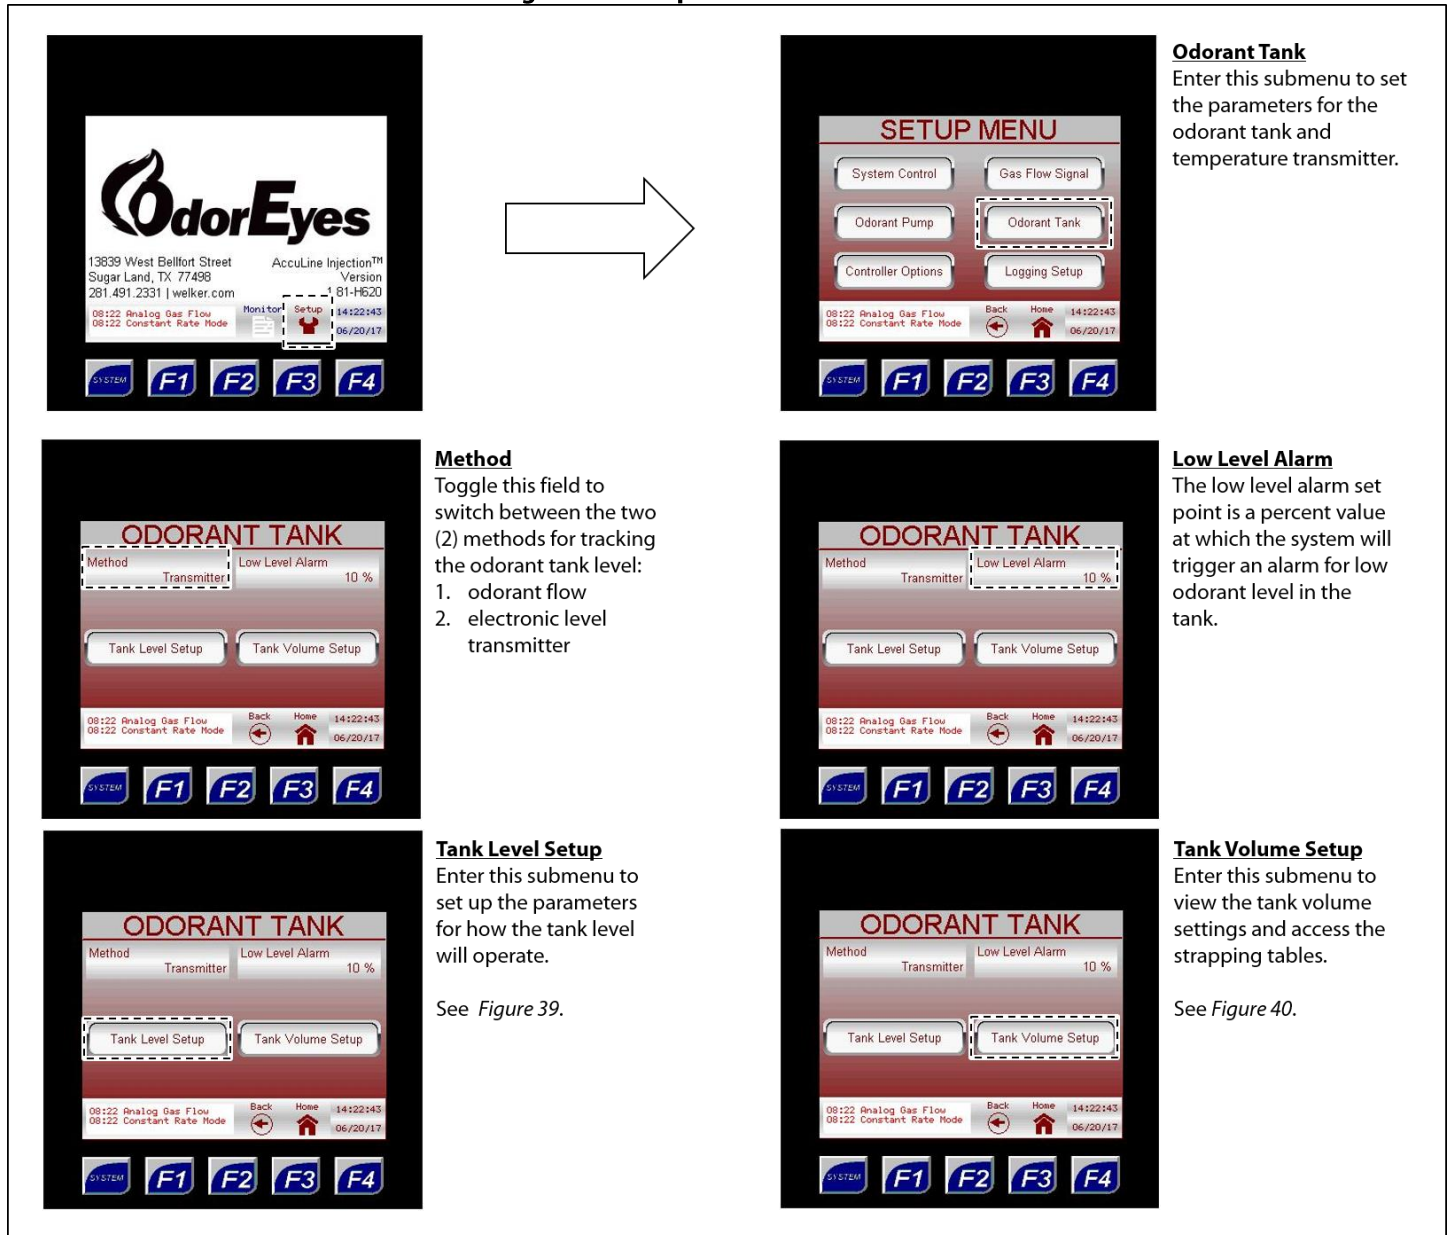 OdorEyes
13839 West Bellfort Street
Sugar Land, TX 77498
281.491.2331 | welker.com
AccuLine Injection™
Version
1.81-H620
08:22 Analog Gas Flow
08:22 Constant Rate Mode
Monitor
Setup
14:22:43
06/20/17
SYSTEM F1 F2 F3 F4
SETUP MENU
System Control
Gas Flow Signal
Odorant Pump
Odorant Tank
Controller Options
Logging Setup
08:22 Analog Gas Flow
08:22 Constant Rate Mode
Back
Home
14:22:43
06/20/17
SYSTEM F1 F2 F3 F4
Odorant Tank
Enter this submenu to set
the parameters for the
odorant tank and
temperature transmitter.
ODORANT TANK
Method
Transmitter
Low Level Alarm
10 %
Tank Level Setup
Tank Volume Setup
08:22 Analog Gas Flow
08:22 Constant Rate Mode
Back
Home
14:22:43
06/20/17
SYSTEM F1 F2 F3 F4
Method
Toggle this field to
switch between the two
(2) methods for tracking
the odorant tank level:
1. odorant flow
2. electronic level
transmitter
ODORANT TANK
Method
Transmitter
Low Level Alarm
10 %
Tank Level Setup
Tank Volume Setup
08:22 Analog Gas Flow
08:22 Constant Rate Mode
Back
Home
14:22:43
06/20/17
SYSTEM F1 F2 F3 F4
Low Level Alarm
The low level alarm set
point is a percent value
at which the system will
trigger an alarm for low
odorant level in the
tank.
ODORANT TANK
Method
Transmitter
Low Level Alarm
10 %
Tank Level Setup
Tank Volume Setup
08:22 Analog Gas Flow
08:22 Constant Rate Mode
Back
Home
14:22:43
06/20/17
SYSTEM F1 F2 F3 F4
Tank Level Setup
Enter this submenu to
set up the parameters
for how the tank level
will operate.
See Figure 39.
ODORANT TANK
Method
Transmitter
Low Level Alarm
10 %
Tank Level Setup
Tank Volume Setup
08:22 Analog Gas Flow
08:22 Constant Rate Mode
Back
Home
14:22:43
06/20/17
SYSTEM F1 F2 F3 F4
Tank Volume Setup
Enter this submenu to
view the tank volume
settings and access the
strapping tables.
See Figure 40.